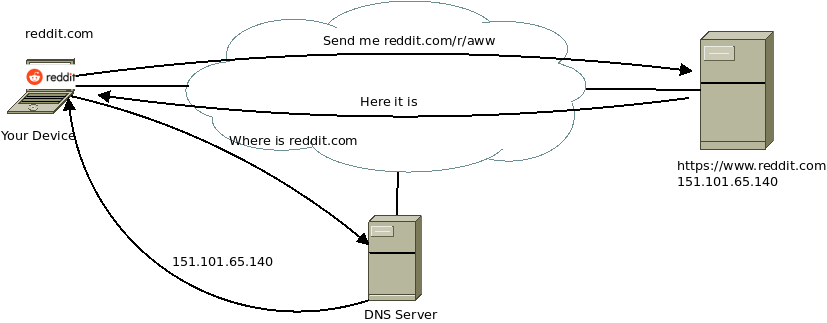 reddit.com
Send me reddit.com/r/aww
reddit
Here it is
Your Device
Where is reddit.com
https://www.reddit.com
151.101.65.140
151.101.65.140
DNS Server